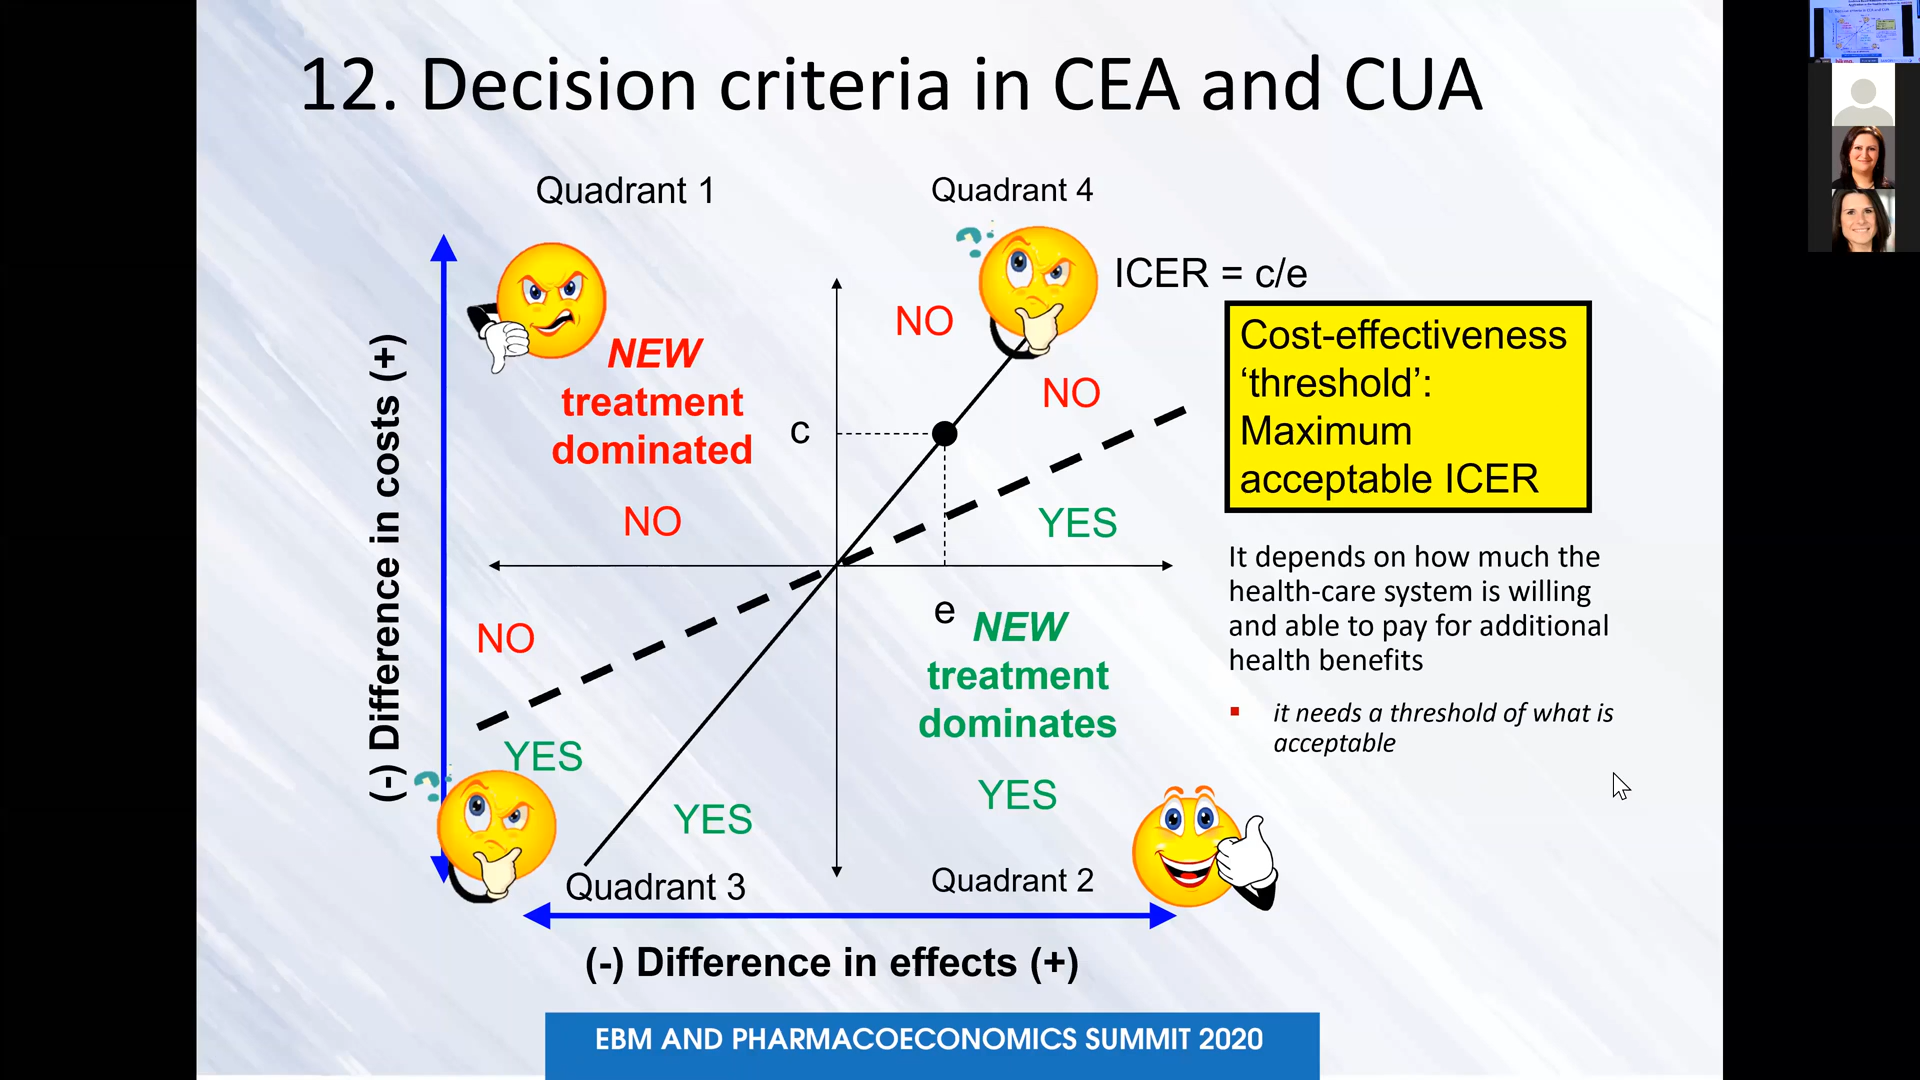 12. Decision criteria in CEA and CUA
Quadrant 1
Quadrant 4
ICER = c/e
NO
NEW
treatment
dominated
NO
NO
c
Cost-effectiveness
‘threshold’:
Maximum
acceptable ICER
YES
It depends on how much the
health-care system is willing
and able to pay for additional
health benefits
▪ it needs a threshold of what is
acceptable
(-) Difference in costs (+)
NO
e
NEW
treatment
dominates
YES
YES
YES
Quadrant 3
Quadrant 2
(-) Difference in effects (+)
EBM AND PHARMACOECONOMICS SUMMIT 2020